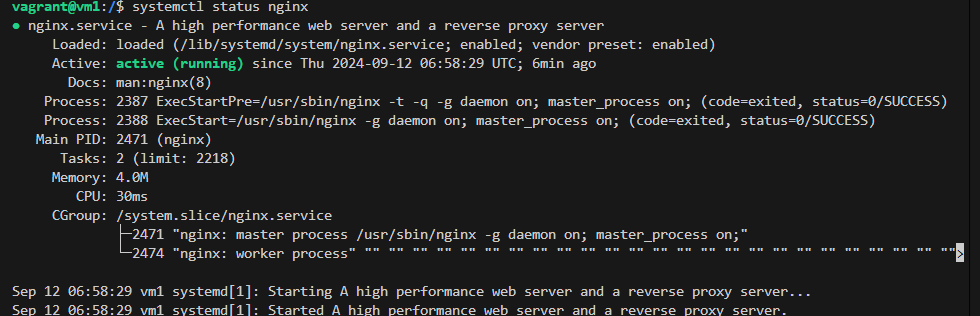 vagrant@vm1:/$ systemctl status nginx
● nginx.service - A high performance web server and a reverse proxy server
     Loaded: loaded (/lib/systemd/system/nginx.service; enabled; vendor preset: enabled)
     Active: active (running) since Thu 2024-09-12 06:58:29 UTC; 6min ago
       Docs: man:nginx(8)
    Process: 2387 ExecStartPre=/usr/sbin/nginx -t -q -g daemon on; master_process on; (code=exited, status=0/SUCCESS)
    Process: 2388 ExecStart=/usr/sbin/nginx -g daemon on; master_process on; (code=exited, status=0/SUCCESS)
   Main PID: 2471 (nginx)
      Tasks: 2 (limit: 2218)
     Memory: 4.0M
        CPU: 30ms
     CGroup: /system.slice/nginx.service
             ├─2471 "nginx: master process /usr/sbin/nginx -g daemon on; master_process on;"
             └─2474 "nginx: worker process" "" "" "" "" "" "" "" "" "" "" "" "" "" "" "" "" "" "" "" "" "" "" "" "" "">
Sep 12 06:58:29 vm1 systemd[1]: Starting A high performance web server and a reverse proxy server...
Sep 12 06:58:29 vm1 systemd[1]: Started A high performance web server and a reverse proxy server.